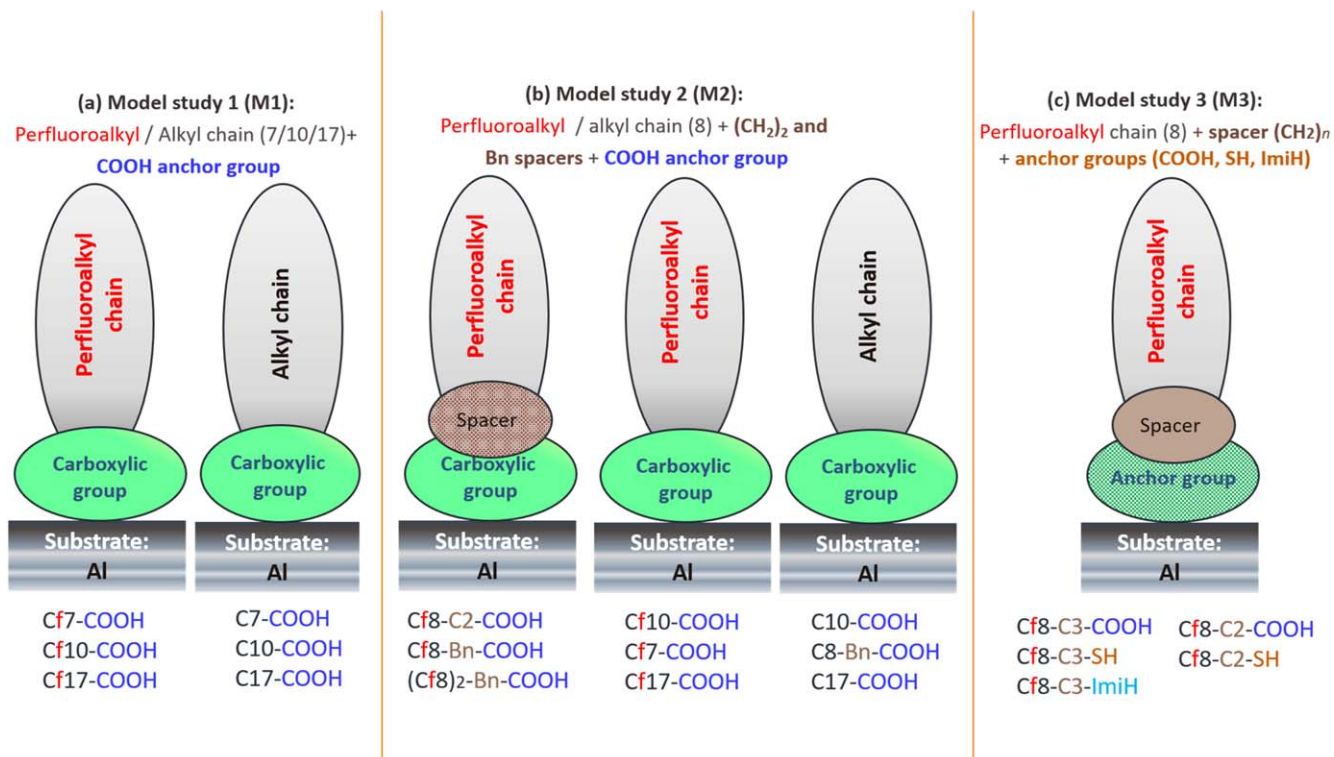 (a) Model study 1 (M1):
Perfluoroalkyl / Alkyl chain (7/10/17)+
COOH anchor group
Perfluoroalkyl
chain
Alkyl chain
Carboxylic
group
Carboxylic
group
Substrate:
Al
Substrate:
Al
Cf7-COOH
Cf10-COOH
Cf17-COOH
C7-COOH
C10-COOH
C17-COOH
(b) Model study 2 (M2):
Perfluoroalkyl / alkyl chain (8) + (CH2)2 and
Bn spacers + COOH anchor group
Perfluoroalkyl
chain
Perfluoroalkyl
chain
Alkyl chain
Spacer
Carboxylic
group
Carboxylic
group
Carboxylic
group
Substrate:
Al
Substrate:
Al
Substrate:
Al
Cf8-C2-COOH
Cf8-Bn-COOH
(Cf8)2-Bn-COOH
Cf10-COOH
Cf7-COOH
Cf17-COOH
C10-COOH
C8-Bn-COOH
C17-COOH
(c) Model study 3 (M3):
Perfluoroalkyl chain (8) + spacer (CH2)n
+ anchor groups (COOH, SH, ImiH)
Perfluoroalkyl
chain
Spacer
Anchor group
Substrate:
Al
Cf8-C3-COOH
Cf8-C3-SH
Cf8-C3-ImiH
Cf8-C2-COOH
Cf8-C2-SH